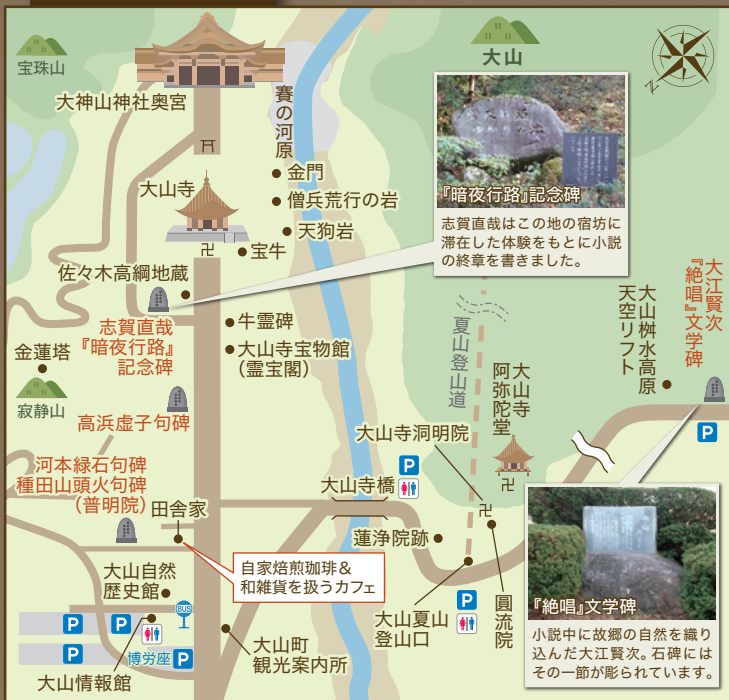 宝珠山
大神山神社奥宮
賽の河原
大山
N
『暗夜行路』記念碑
志賀直哉はこの地の宿坊に
滞在した体験をもとに小説
の終章を書きました。
金門
僧兵荒行の岩
天狗岩
大山寺
卍
宝牛
佐々木高綱地蔵
志賀直哉
『暗夜行路』
記念碑
牛霊碑
大山寺宝物館
(霊宝閣)
金蓮塔
寂静山
高浜虚子句碑
夏山登山道
大山寺
阿弥陀堂
卍
大山桝水高原
天空リフト
大江賢次
『絶唱』文学碑
P
河本緑石句碑
種田山頭火句碑
(普明院)
田舎家
大山寺洞明院
P
大山寺橋
卍
蓮浄院跡
自家焙煎珈琲&
和雑貨を扱うカフェ
大山自然
歴史館
BUS
P
P
P
博労座
P
大山情報館
大山町
観光案内所
P
大山夏山
登山口
圓流院
『絶唱』文学碑
小説中に故郷の自然を織り
込んだ大江賢次。石碑には
その一節が彫られています。